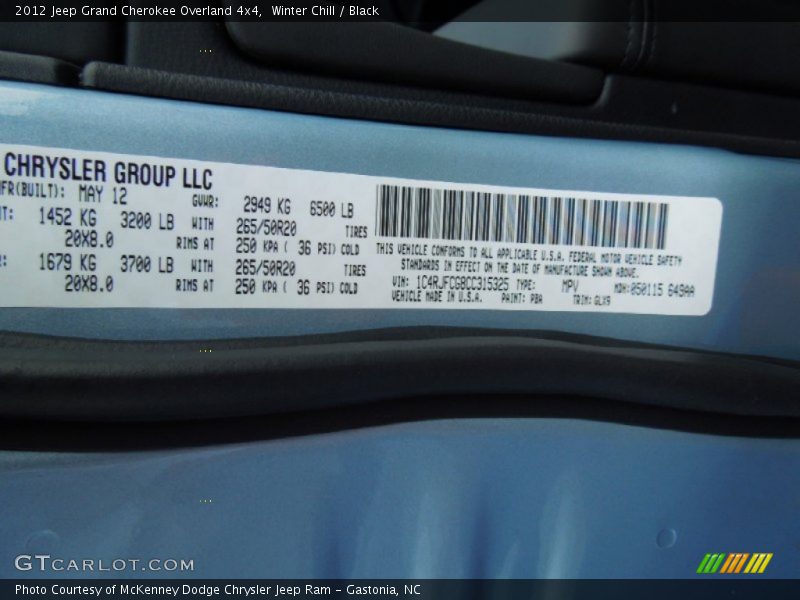 2012 Jeep Grand Cherokee Overland 4x4, Winter Chill / Black
CHRYSLER GROUP LLC
FR(BUILT): MAY 12 GVWR: 2949 KG 6500 LB
T: 1452 KG 3200 LB WITH 265/50R20 TIRES
20X8.0 RIMS AT 250 KPA ( 36 PSI) COLD
: 1679 KG 3700 LB WITH 265/50R20 TIRES
20X8.0 RIMS AT 250 KPA ( 36 PSI) COLD
THIS VEHICLE CONFORMS TO ALL APPLICABLE U.S.A. FEDERAL MOTOR VEHICLE SAFETY
STANDARDS IN EFFECT ON THE DATE OF MANUFACTURE SHOWN ABOVE.
VIN: 1C4RJFCG8CC315325 TYPE: MPV MDH:050115 649AA
VEHICLE MADE IN U.S.A. PAINT: PBA TRIM: GLX9
GTCARLOT.COM
Photo Courtesy of McKenney Dodge Chrysler Jeep Ram - Gastonia, NC